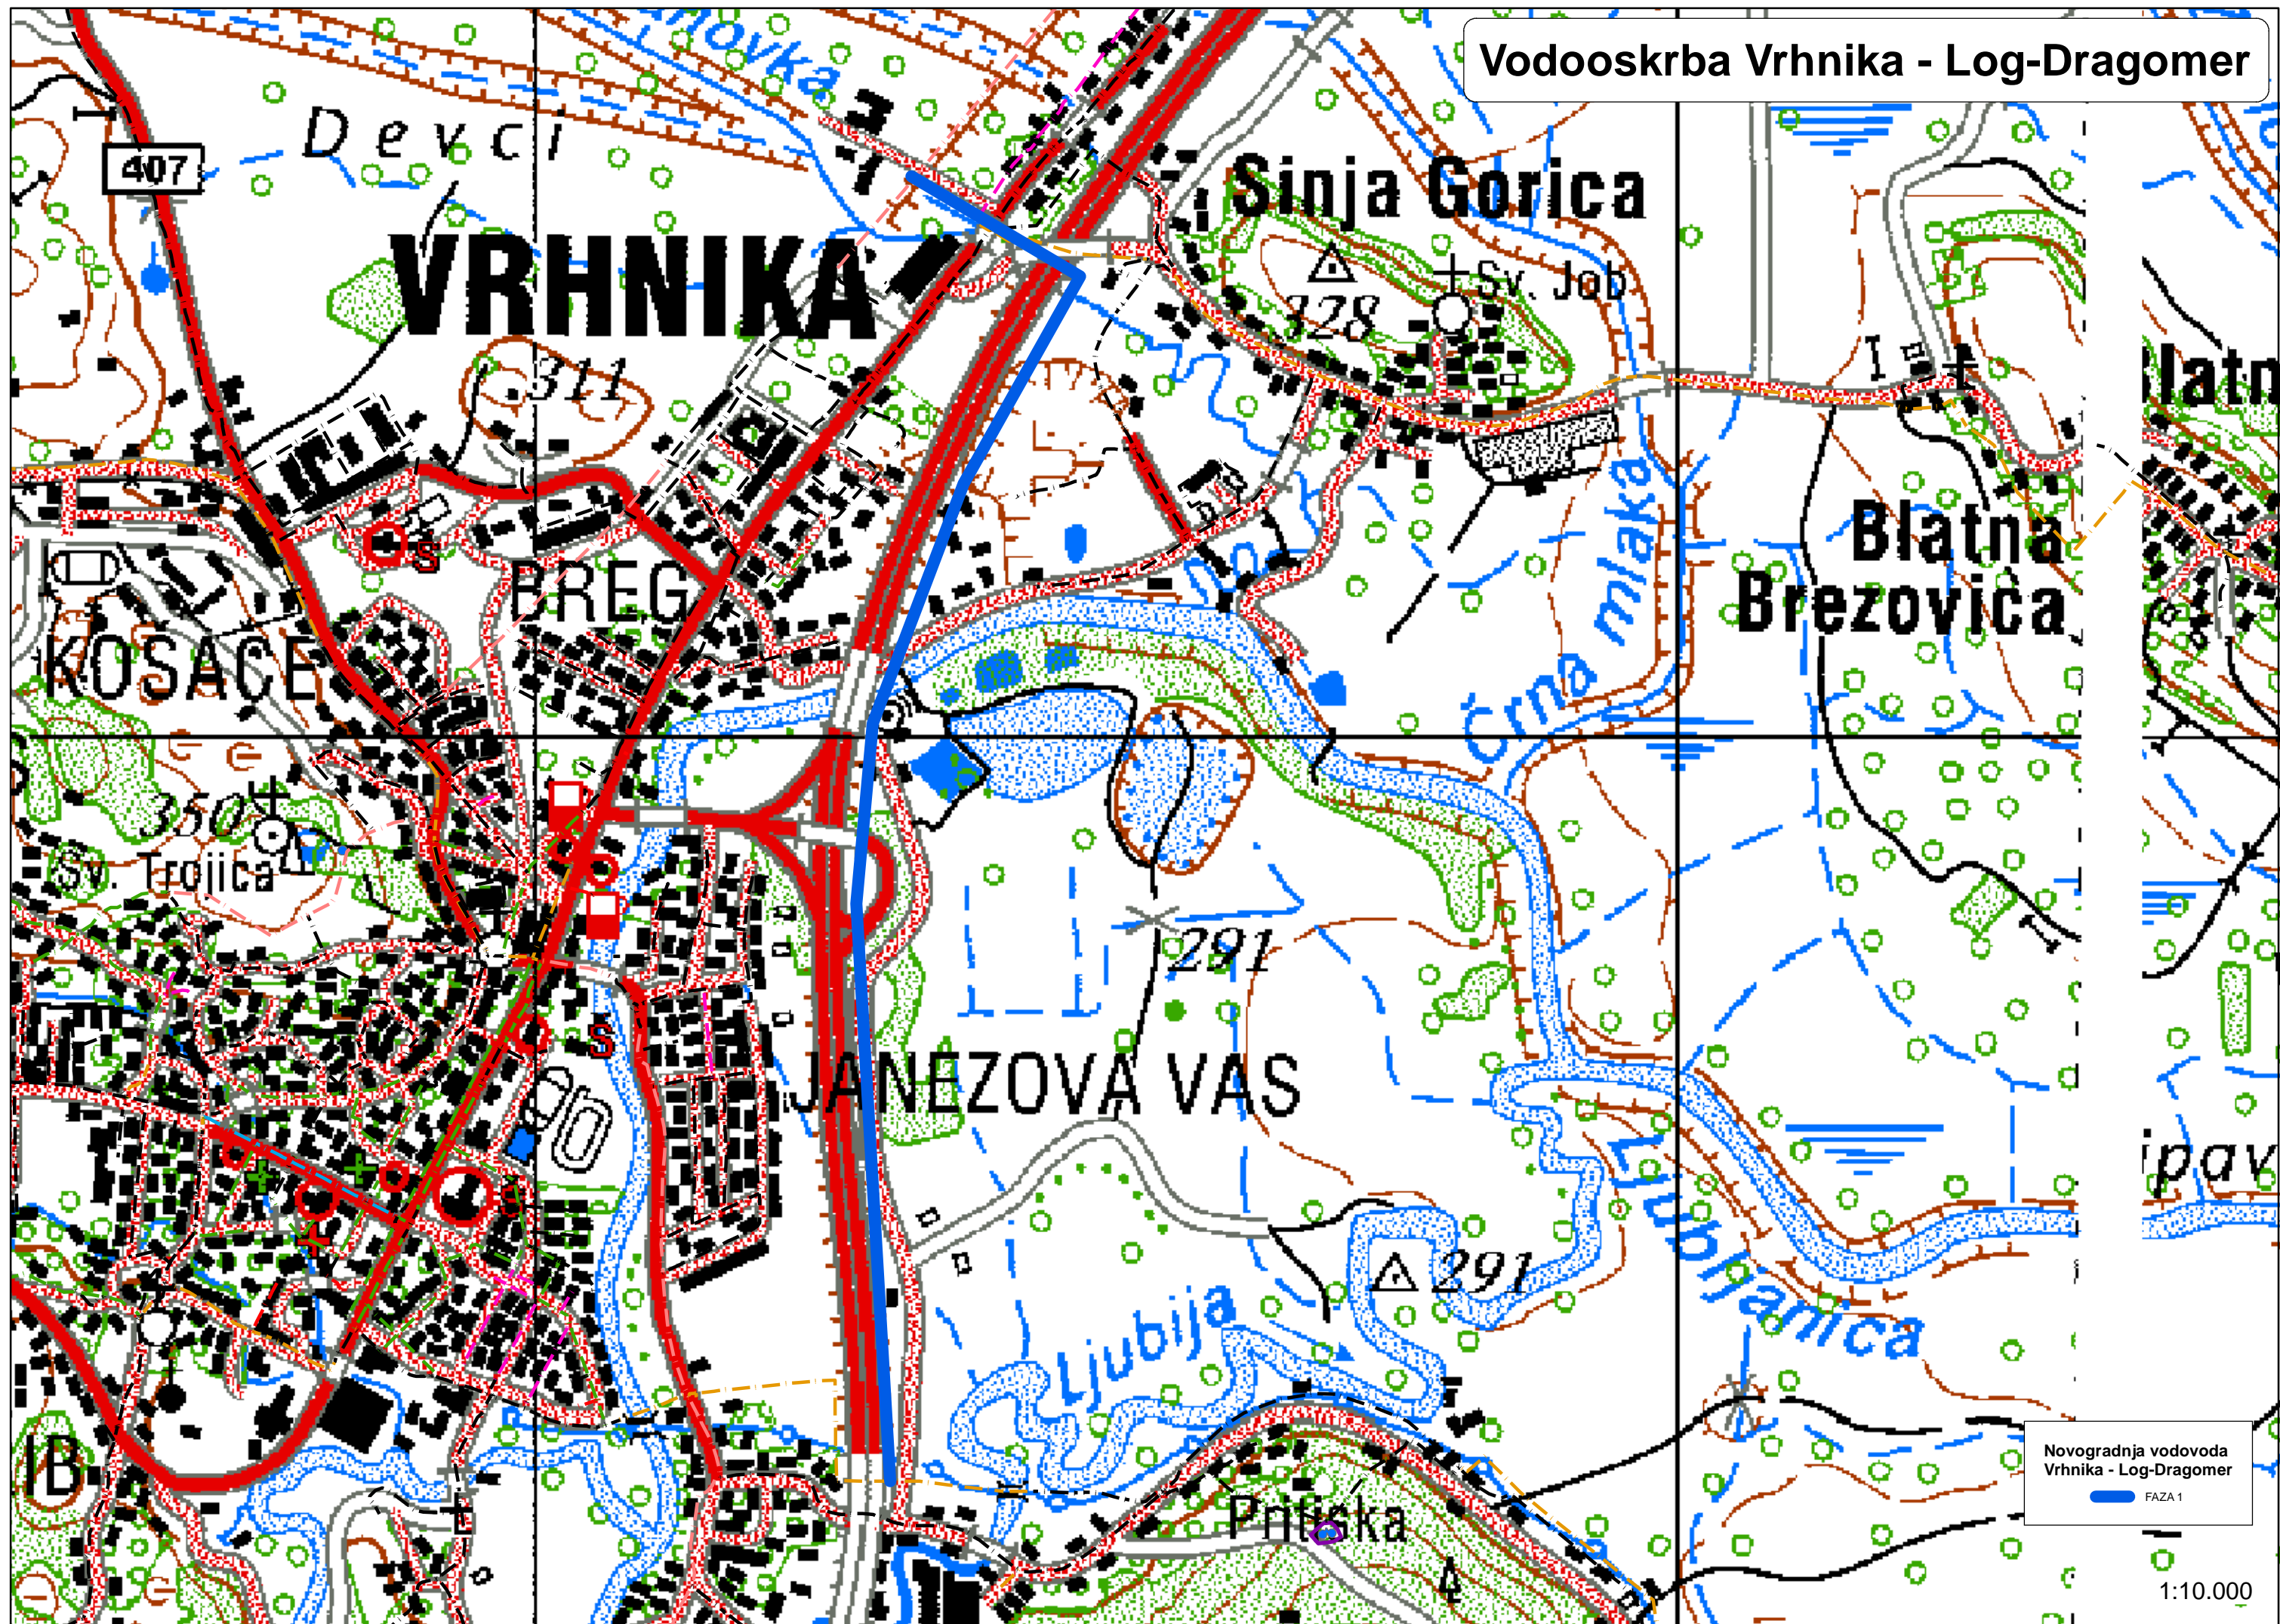 Vodooskrba Vrhnika - Log-Dragomer
Devci
407
VRHNIKA
Sinja Gorica
Sv. Job
328
311
S
BREG
KOŠACE
Blatna
Brezovica
Črna mlaka
350
Sv. Trojica
291
S
JANEZOVA VAS
Ljubljanica
291
Ljubija
Pritiska
Novogradnja vodovoda
Vrhnika - Log-Dragomer
FAZA 1
1:10.000